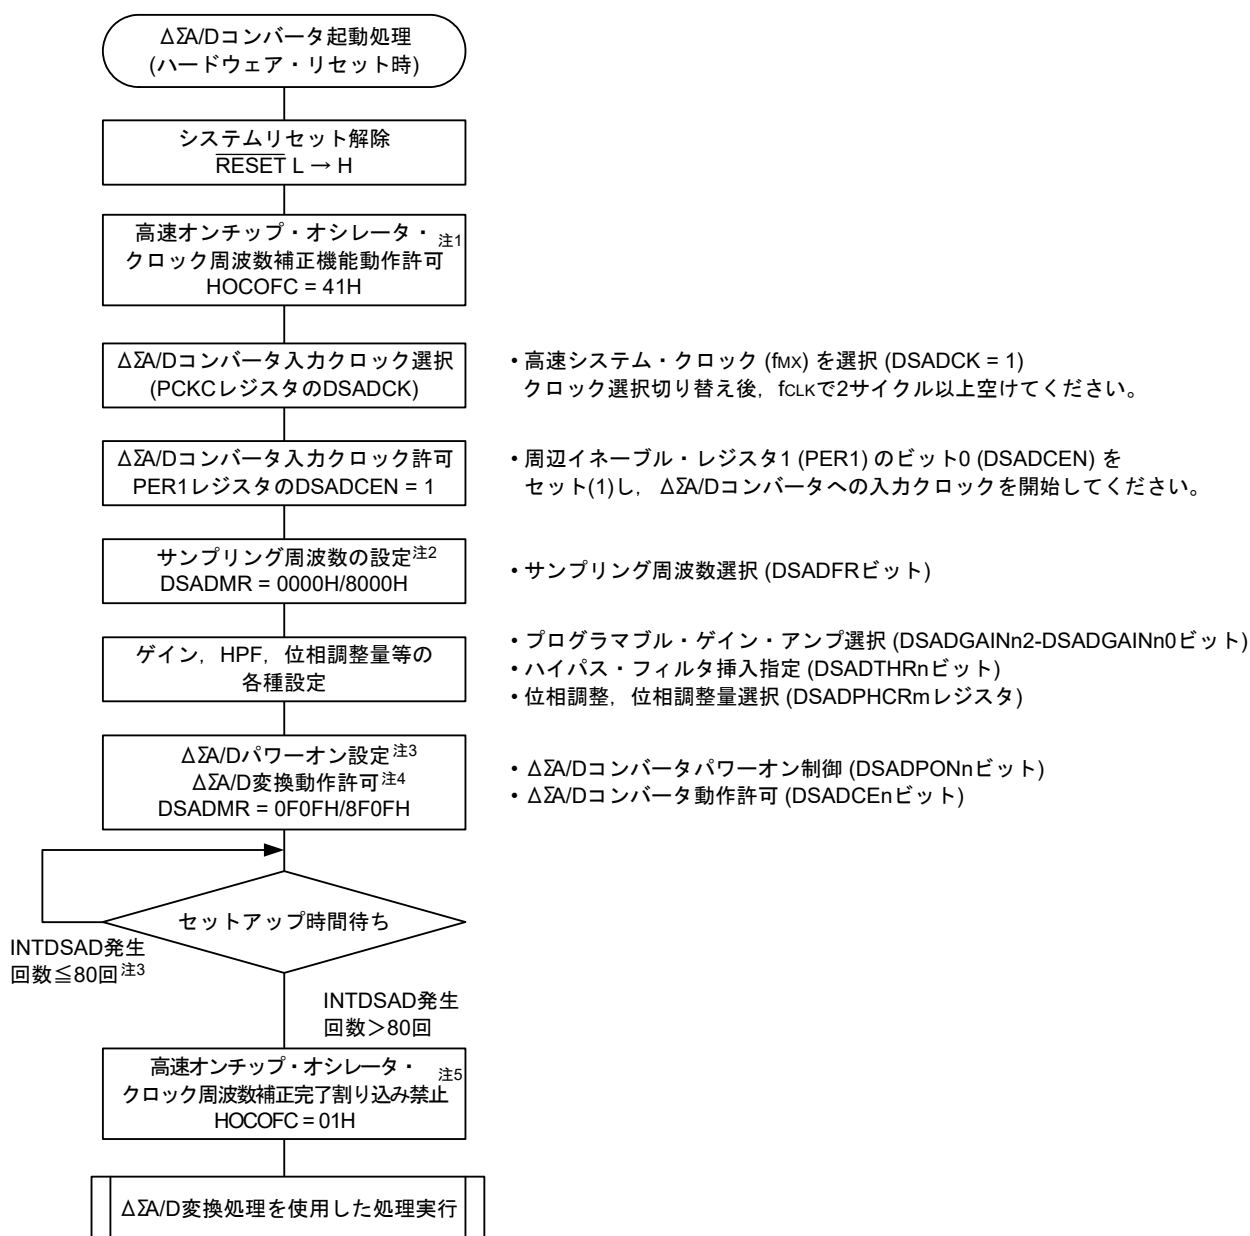 ΔΣA/Dコンバータ起動処理
(ハードウェア・リセット時)
システムリセット解除
RESET L → H
高速オンチップ・オシレータ・
クロック周波数補正機能動作許可 注1
HOCOFC = 41H
ΔΣA/Dコンバータ入力クロック選択
(PCKCレジスタのDSADCK)
• 高速システム・クロック (fMX) を選択 (DSADCK = 1)
クロック選択切り替え後，fCLKで2サイクル以上空けてください。
ΔΣA/Dコンバータ入力クロック許可
PER1レジスタのDSADCEN = 1
• 周辺イネーブル・レジスタ1 (PER1) のビット0 (DSADCEN) を
セット(1)し，ΔΣA/Dコンバータへの入力クロックを開始してください。
サンプリング周波数の設定注2
DSADMR = 0000H/8000H
• サンプリング周波数選択 (DSADFRビット)
ゲイン，HPF，位相調整量等の
各種設定
• プログラマブル・ゲイン・アンプ選択 (DSADGAINn2-DSADGAINn0ビット)
• ハイパス・フィルタ挿入指定 (DSADTHRnビット)
• 位相調整，位相調整量選択 (DSADPHCRmレジスタ)
ΔΣA/Dパワーオン設定注3
ΔΣA/D変換動作許可注4
DSADMR = 0F0FH/8F0FH
• ΔΣA/Dコンバータパワーオン制御 (DSADPONnビット)
• ΔΣA/Dコンバータ動作許可 (DSADCEnビット)
セットアップ時間待ち
INTDSAD発生
回数≦80回注3
INTDSAD発生
回数＞80回
高速オンチップ・オシレータ・
クロック周波数補正完了割り込み禁止 注5
HOCOFC = 01H
ΔΣA/D変換処理を使用した処理実行